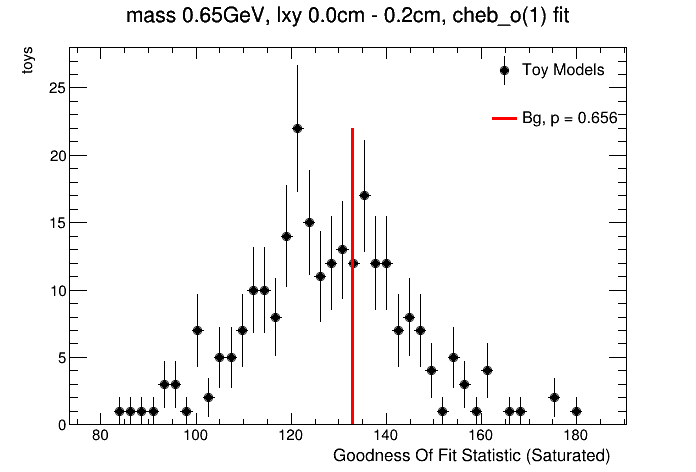 mass 0.65GeV, lxy 0.0cm - 0.2cm, cheb_o(1) fit
toys
Toy Models
Bg, p = 0.656
25
20
15
10
5
0
80 100 120 140 160 180
Goodness Of Fit Statistic (Saturated)